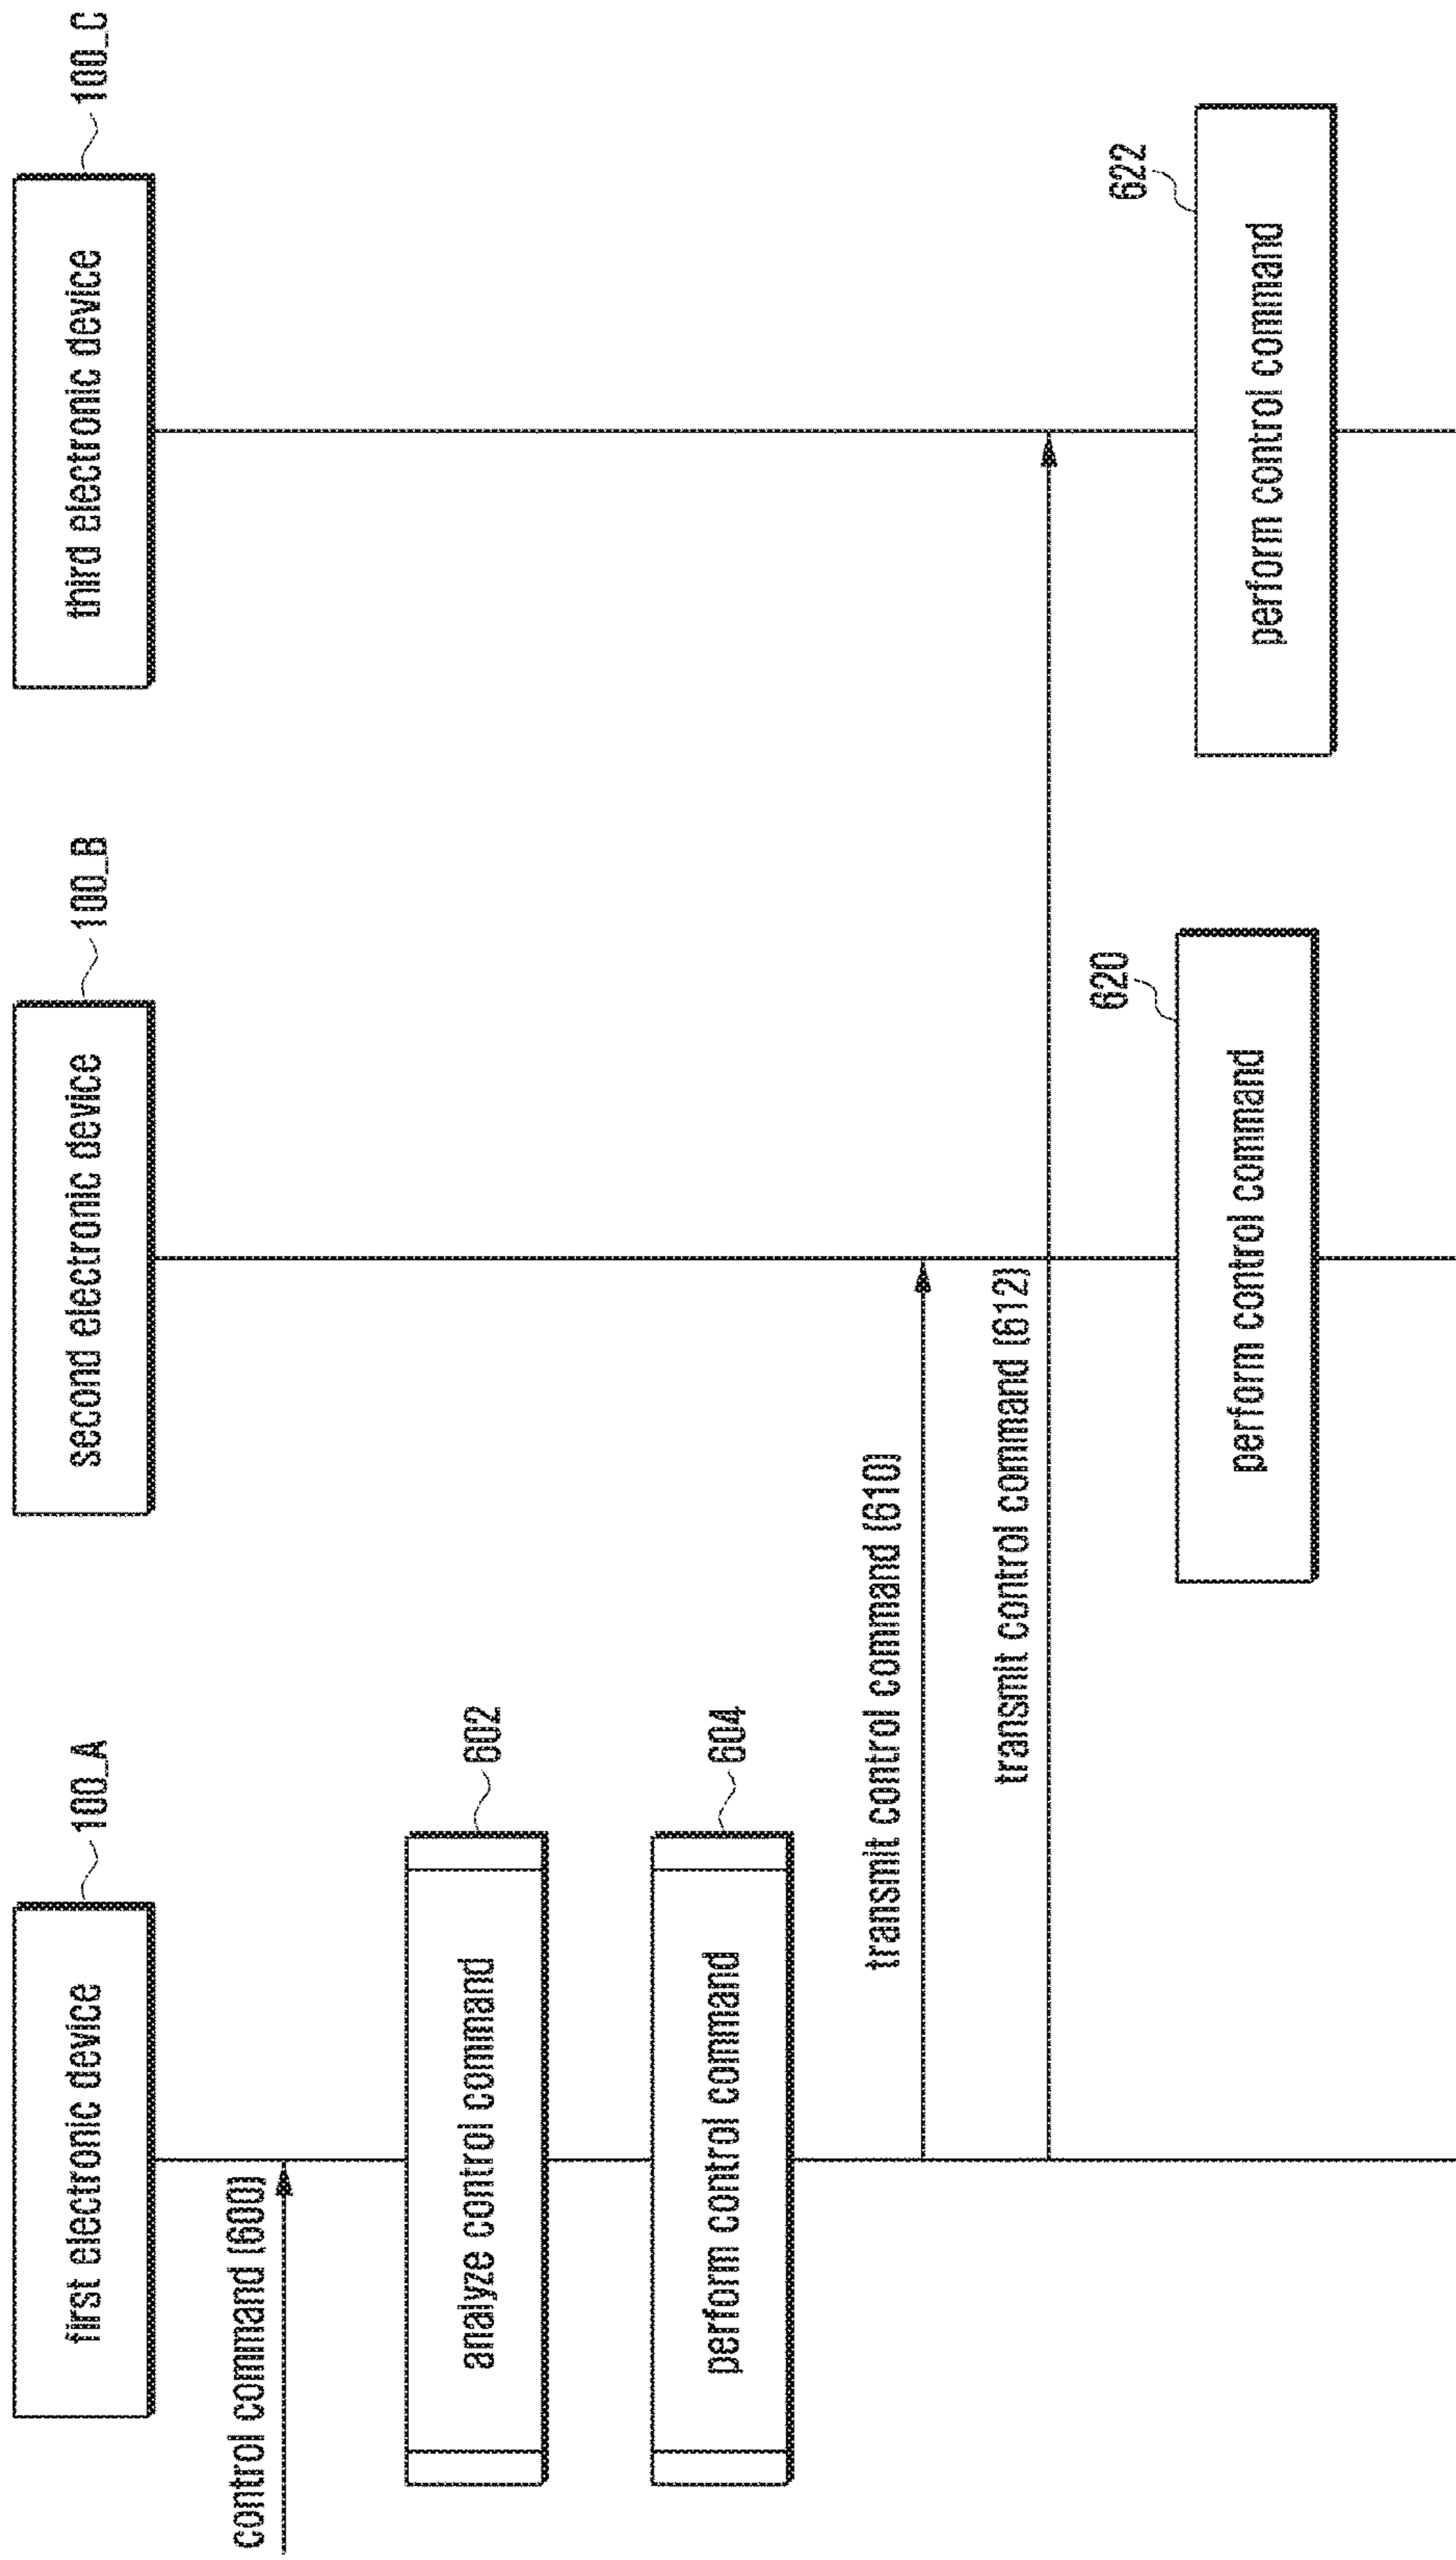 first electronic device
100_A
second electronic device
100_B
third electronic device
100_C
control command (600)
analyze control command
602
perform control command
604
transmit control command (610)
transmit control command (612)
620
perform control command
622
perform control command